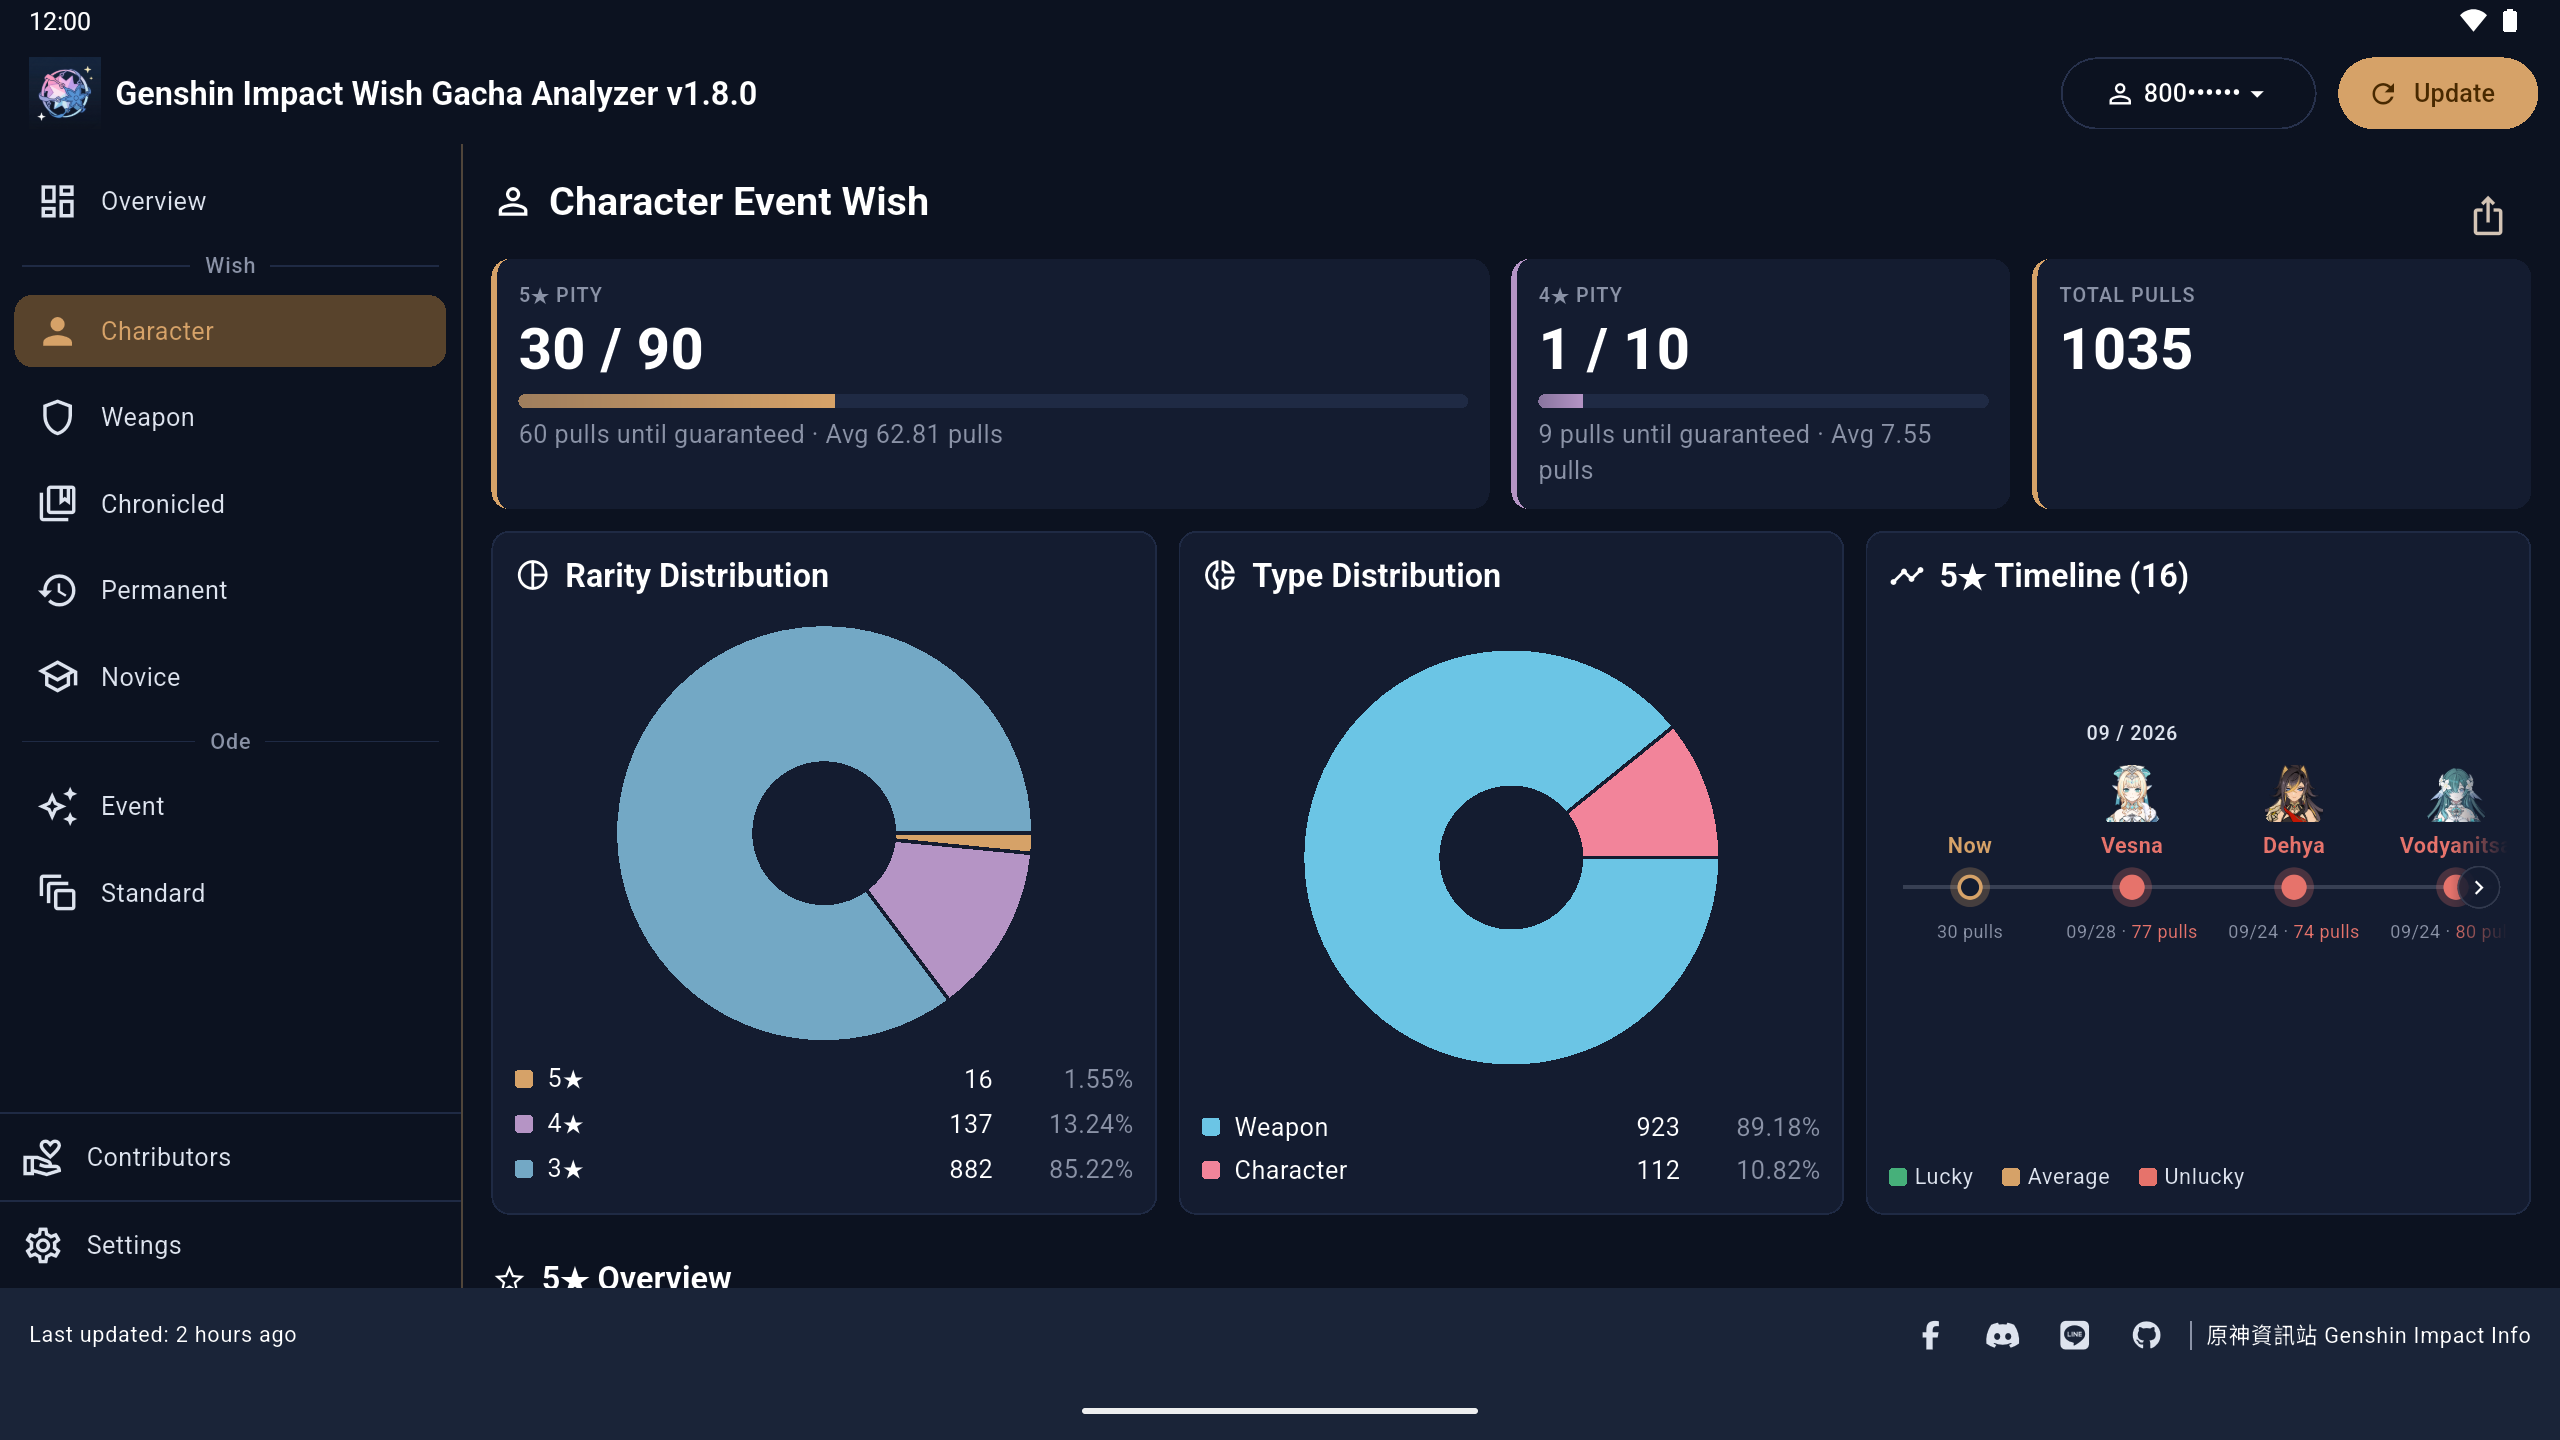 12:00
Genshin Impact Wish Gacha Analyzer v1.8.0
800••••••
Update
Overview
Wish
Character
Weapon
Chronicled
Permanent
Novice
Ode
Event
Standard
Contributors
Settings
Character Event Wish
5★ PITY
30 / 90
60 pulls until guaranteed · Avg 62.81 pulls
4★ PITY
1 / 10
9 pulls until guaranteed · Avg 7.55
pulls
TOTAL PULLS
1035
Rarity Distribution
5★ 16 1.55%
4★ 137 13.24%
3★ 882 85.22%
Type Distribution
Weapon 923 89.18%
Character 112 10.82%
5★ Timeline (16)
09 / 2026
Now Vesna Dehya
30 pulls 09/28 · 77 pulls 09/24 · 74 pulls 09/24 · 80
Lucky Average Unlucky
5★ Overview
Last updated: 2 hours ago
LINE
原神資訊站 Genshin Impact Info